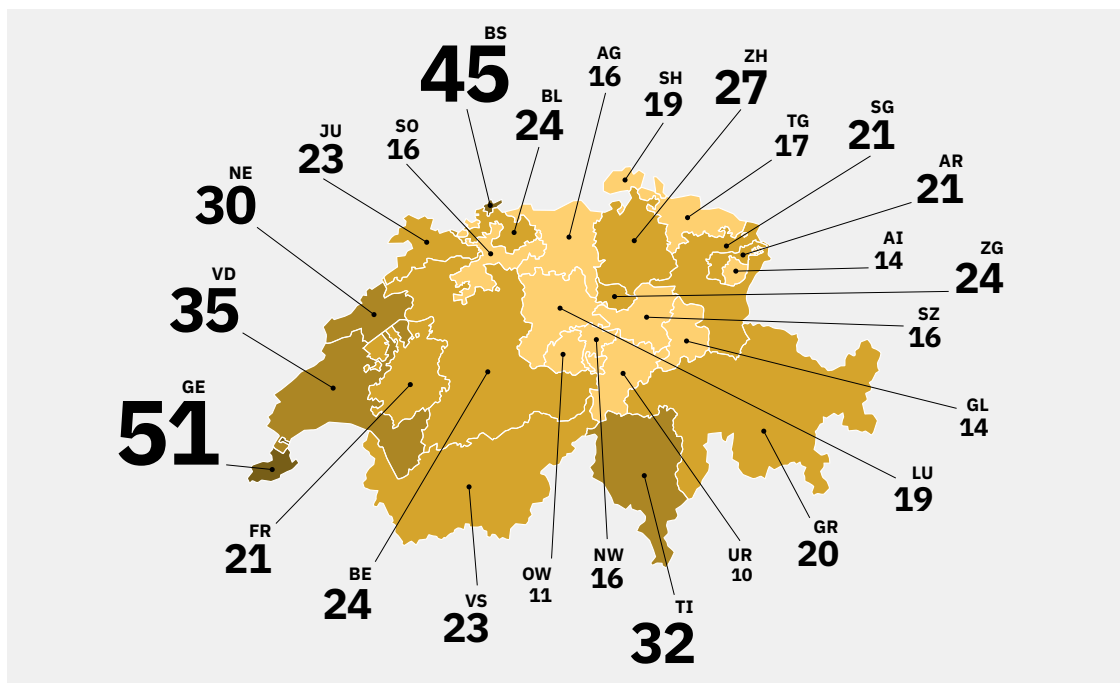 BS
45
AG
16
ZH
27
SH
19
BL
24
SG
21
TG
17
JU
23
SO
16
AR
21
NE
30
AI
14
ZG
24
VD
35
SZ
16
GE
51
GL
14
LU
19
FR
21
GR
20
BE
24
VS
23
OW
11
NW
16
UR
10
TI
32